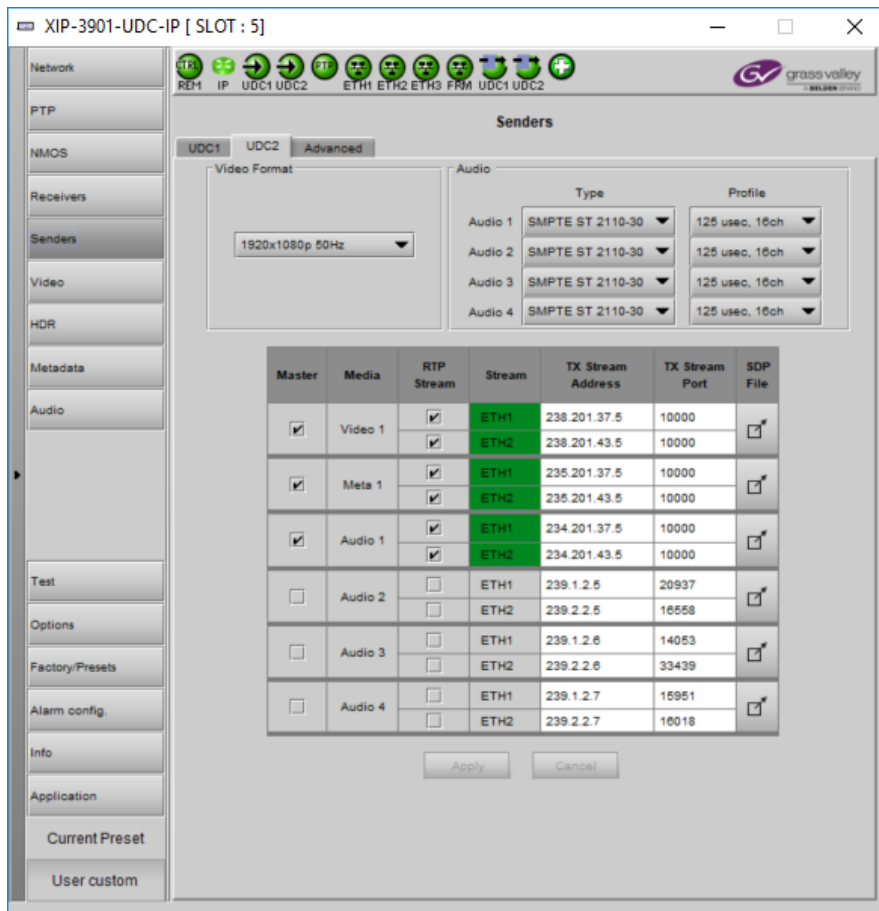 XIP-3901-UDC-IP [ SLOT : 5]
CTRL PTP
REM IP UDC1 UDC2 ETH1 ETH2 ETH3 FRM UDC1 UDC2
GV grass valley
A BELDEN BRAND
Network
PTP
NMOS
Receivers
Senders
Video
HDR
Metadata
Audio
Test
Options
Factory/Presets
Alarm config.
Info
Application
Current Preset
User custom
Senders
UDC1 UDC2 Advanced
Video Format
1920x1080p 50Hz
Audio
Type Profile
Audio 1 SMPTE ST 2110-30 125 usec, 16ch
Audio 2 SMPTE ST 2110-30 125 usec, 16ch
Audio 3 SMPTE ST 2110-30 125 usec, 16ch
Audio 4 SMPTE ST 2110-30 125 usec, 16ch
Master Media RTP Stream Stream TX Stream Address TX Stream Port SDP File
Video 1
ETH1 238.201.37.5 10000
ETH2 238.201.43.5 10000
Meta 1
ETH1 235.201.37.5 10000
ETH2 235.201.43.5 10000
Audio 1
ETH1 234.201.37.5 10000
ETH2 234.201.43.5 10000
Audio 2
ETH1 239.1.2.5 20937
ETH2 239.2.2.5 16558
Audio 3
ETH1 239.1.2.6 14053
ETH2 239.2.2.6 33439
Audio 4
ETH1 239.1.2.7 15951
ETH2 239.2.2.7 16018
Apply Cancel